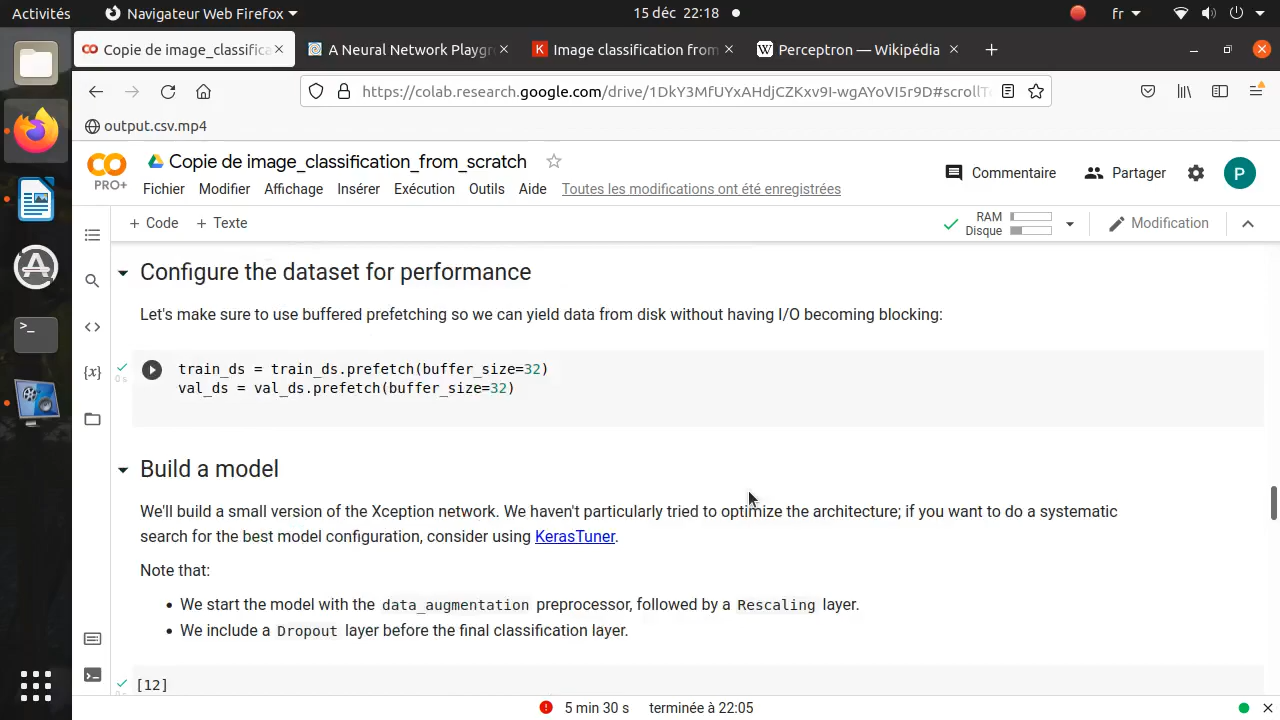 Activités
Navigateur Web Firefox
15 déc 22:18
fr
Copie de image_classifica
A Neural Network Playgr
Image classification from
Perceptron — Wikipédia
https://colab.research.google.com/drive/1DkY3MfUYxAHdjCZKxv9I-wgAYoVI5r9D#scrollT
output.csv.mp4
Copie de image_classification_from_scratch
PRO+
Fichier Modifier Affichage Insérer Exécution Outils Aide Toutes les modifications ont été enregistrées
Commentaire
Partager
P
+ Code + Texte
RAM
Disque
Modification
Configure the dataset for performance
Let's make sure to use buffered prefetching so we can yield data from disk without having I/O becoming blocking:
0s
train_ds = train_ds.prefetch(buffer_size=32)
val_ds = val_ds.prefetch(buffer_size=32)
Build a model
We'll build a small version of the Xception network. We haven't particularly tried to optimize the architecture; if you want to do a systematic
search for the best model configuration, consider using KerasTuner.
Note that:
• We start the model with the data_augmentation preprocessor, followed by a Rescaling layer.
• We include a Dropout layer before the final classification layer.
[12]
5 min 30 s terminée à 22:05